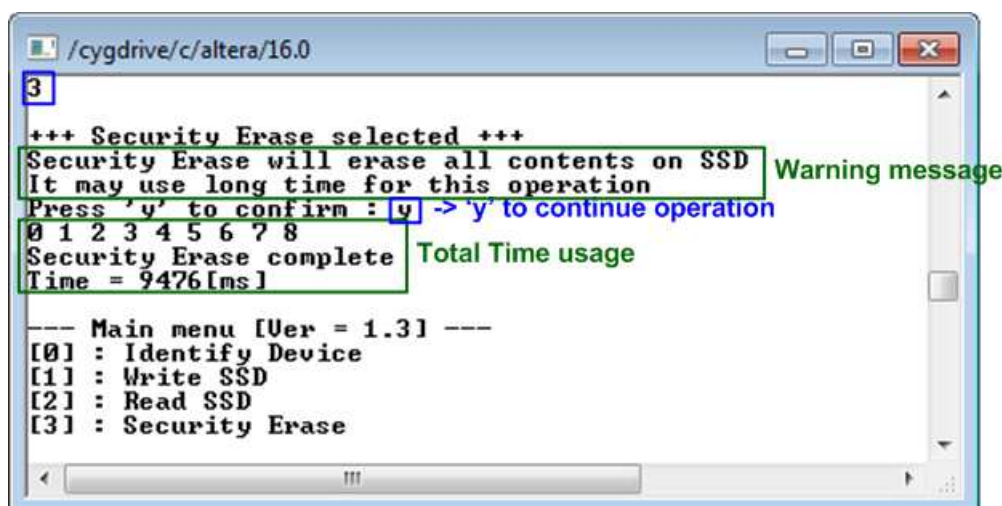 /cygdrive/c/altera/16.0
3
+++ Security Erase selected +++
Security Erase will erase all contents on SSD
It may use long time for this operation
Warning message
Press 'y' to confirm : y -> 'y' to continue operation
0 1 2 3 4 5 6 7 8
Security Erase complete
Total Time usage
Time = 9476[ms]
--- Main menu [Ver = 1.3] ---
[0] : Identify Device
[1] : Write SSD
[2] : Read SSD
[3] : Security Erase